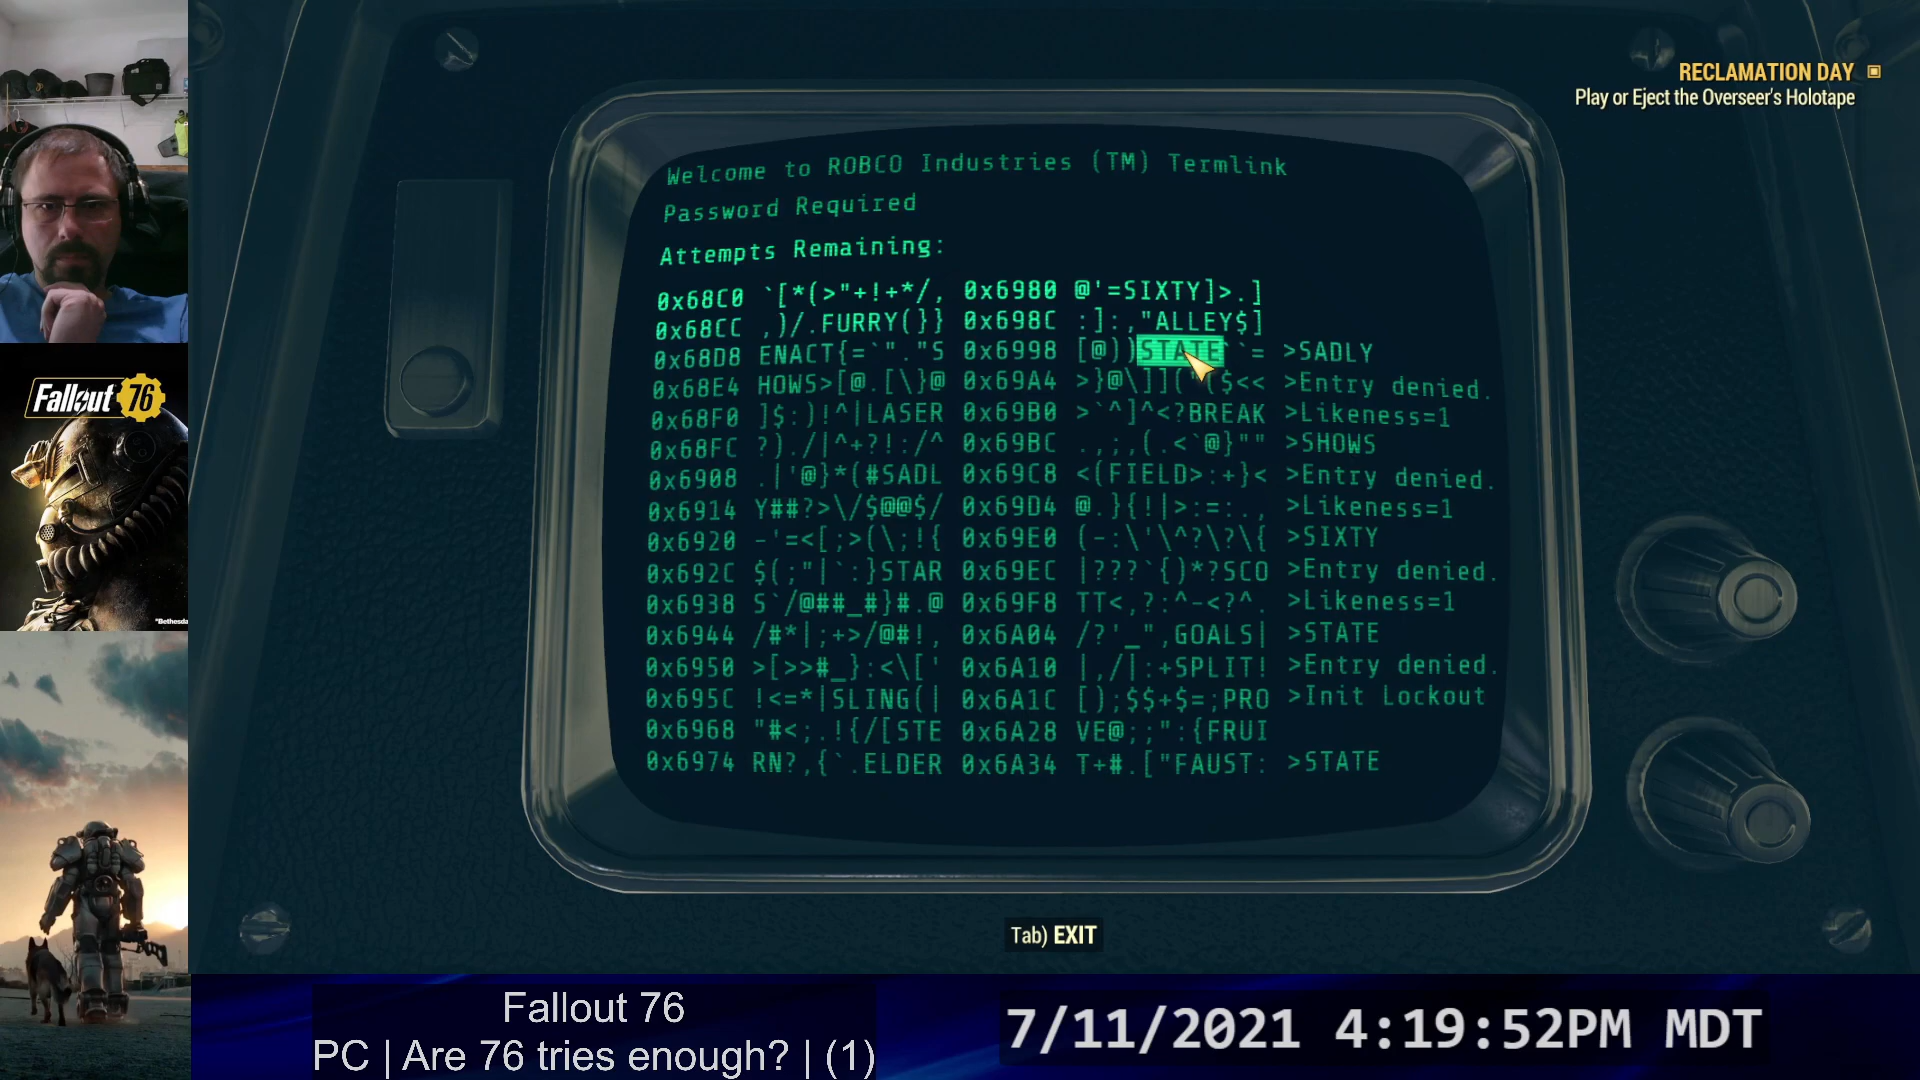 RECLAMATION DAY
Play or Eject the Overseer's Holotape
Welcome to ROBCO Industries (TM) Termlink
Password Required
Attempts Remaining:
0x68C0 `[*(>"+!+*/, 0x6980 @'=SIXTY]>.]
0x68CC ,)/.FURRY(}} 0x698C :]:,"ALLEY$]
0x68D8 ENACT{=`"."S 0x6998 [@))STATE``= >SADLY
0x68E4 HOWS>[@.[\}@ 0x69A4 >}@\]]("($<< >Entry denied.
0x68F0 ]$:)!^|LASER 0x69B0 >`^]^<?BREAK >Likeness=1
0x68FC ?)./|^+?!:/^ 0x69BC .,;,(.<`@}"" >SHOWS
0x6908 .|'@}*(#SADL 0x69C8 <(FIELD>:+}< >Entry denied.
0x6914 Y##?>\/$@@$/ 0x69D4 @.}{!|>:=:., >Likeness=1
0x6920 -'=<[;>(\;!{ 0x69E0 (-:\'\^?\?\{ >SIXTY
0x692C $(;"|`:}STAR 0x69EC |???`{)*?SCO >Entry denied.
0x6938 S`/@##_#}#.@ 0x69F8 TT<,?:^-<?^. >Likeness=1
0x6944 /#*|;+>/@#!, 0x6A04 /?'_",GOALS| >STATE
0x6950 >[>>#_}:<\[' 0x6A10 |,/|:+SPLIT! >Entry denied.
0x695C !<=*|SLING(| 0x6A1C [);$$+$=;PRO >Init Lockout
0x6968 "#<;.!{/[STE 0x6A28 VE@;;":{FRUI
0x6974 RN?,{`.ELDER 0x6A34 T+#.["FAUST: >STATE
Tab) EXIT
Fallout 76
"Bethesda
Fallout 76
PC | Are 76 tries enough? | (1)
7/11/2021 4:19:52PM MDT